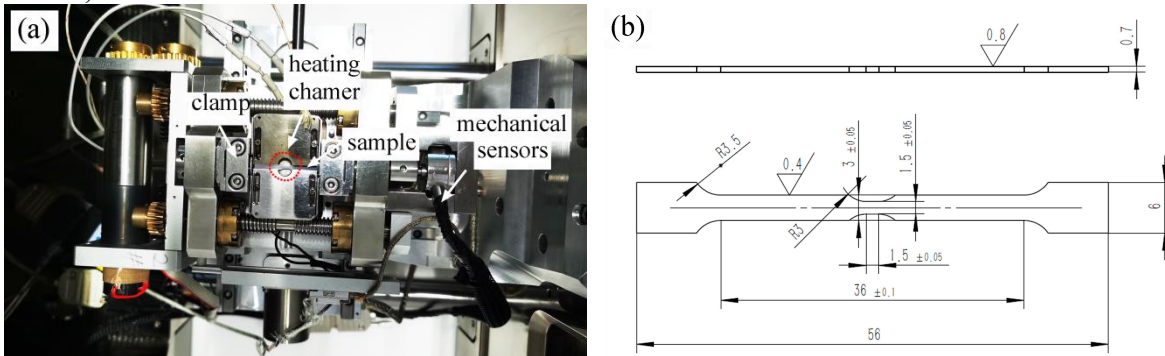 (a)
heating
chamer
clamp
sample
mechanical
sensors
(b)
0.8
0.7
R3.5
0.4
3 ±0.05
1.5 ±0.05
R3
6
1.5 ±0.05
36 ±0.1
56